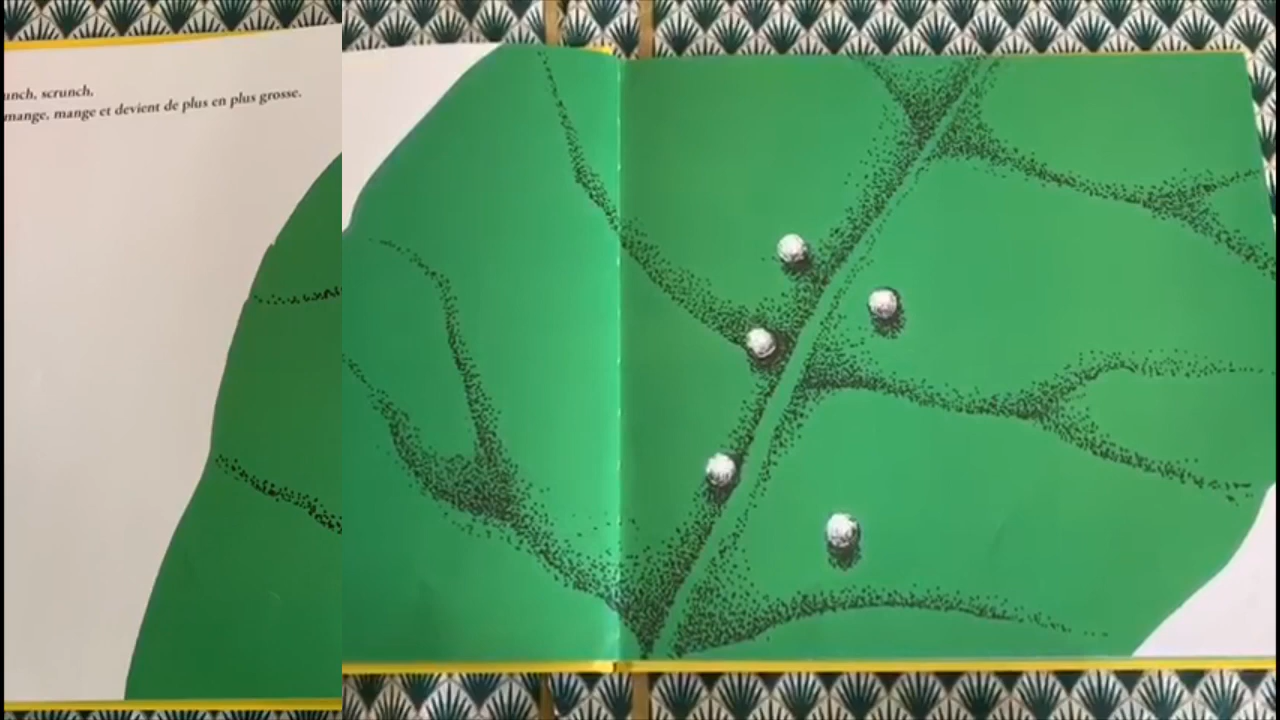 unch, scrunch,
mange, mange et devient de plus en plus grosse.